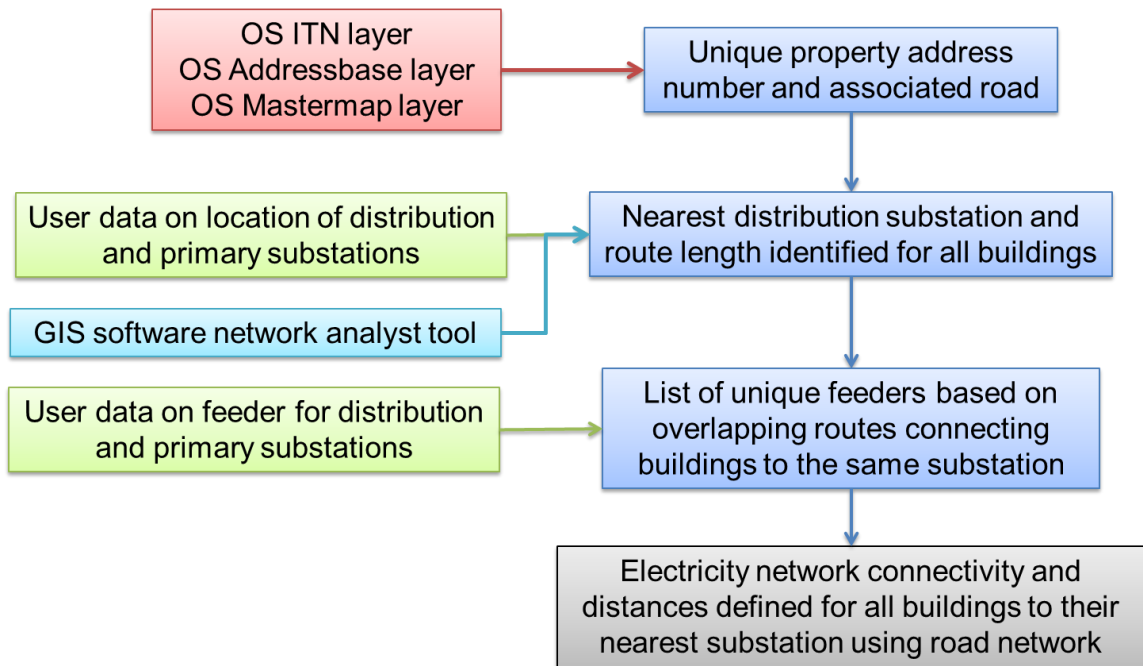 OS ITN layer
OS Addressbase layer
OS Mastermap layer
Unique property address
number and associated road
User data on location of distribution
and primary substations
Nearest distribution substation and
route length identified for all buildings
GIS software network analyst tool
User data on feeder for distribution
and primary substations
List of unique feeders based on
overlapping routes connecting
buildings to the same substation
Electricity network connectivity and
distances defined for all buildings to their
nearest substation using road network